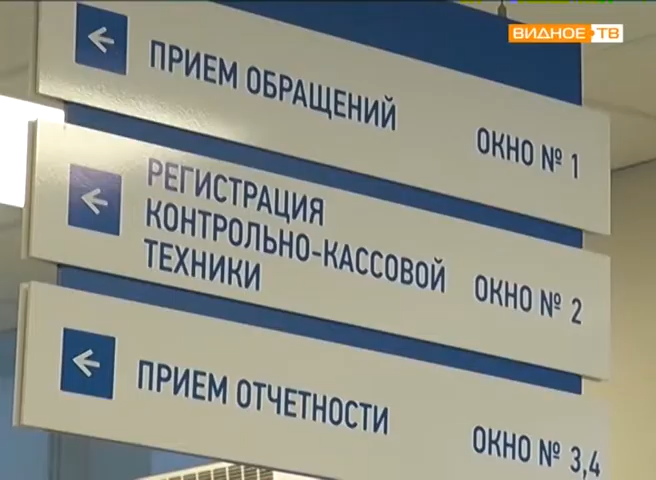 ВИДНОЕ ТВ
ПРИЕМ ОБРАЩЕНИЙ ОКНО № 1
РЕГИСТРАЦИЯ
КОНТРОЛЬНО-КАССОВОЙ
ТЕХНИКИ ОКНО № 2
ПРИЕМ ОТЧЕТНОСТИ ОКНО № 3,4